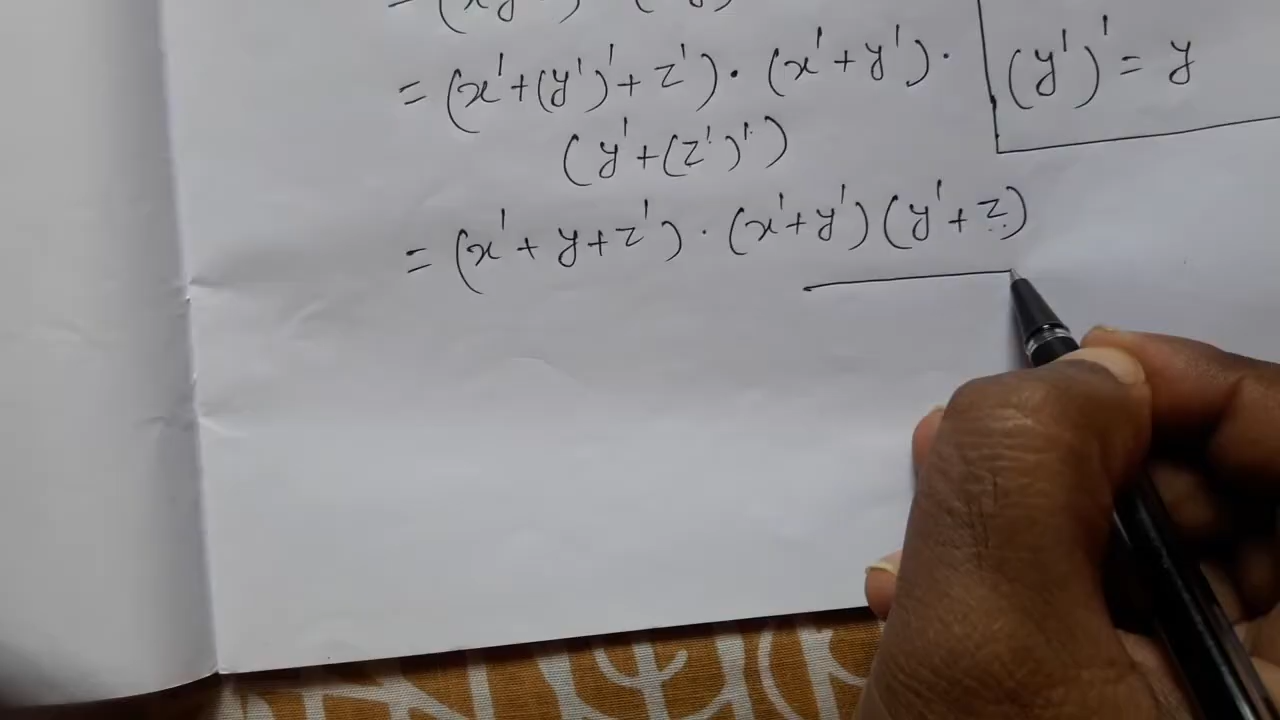 = (x'+(y')'+z')·(x'+y')·
(y'+(z')')
= (x'+y+z')·(x'+y')(y'+z)
(y')'=y